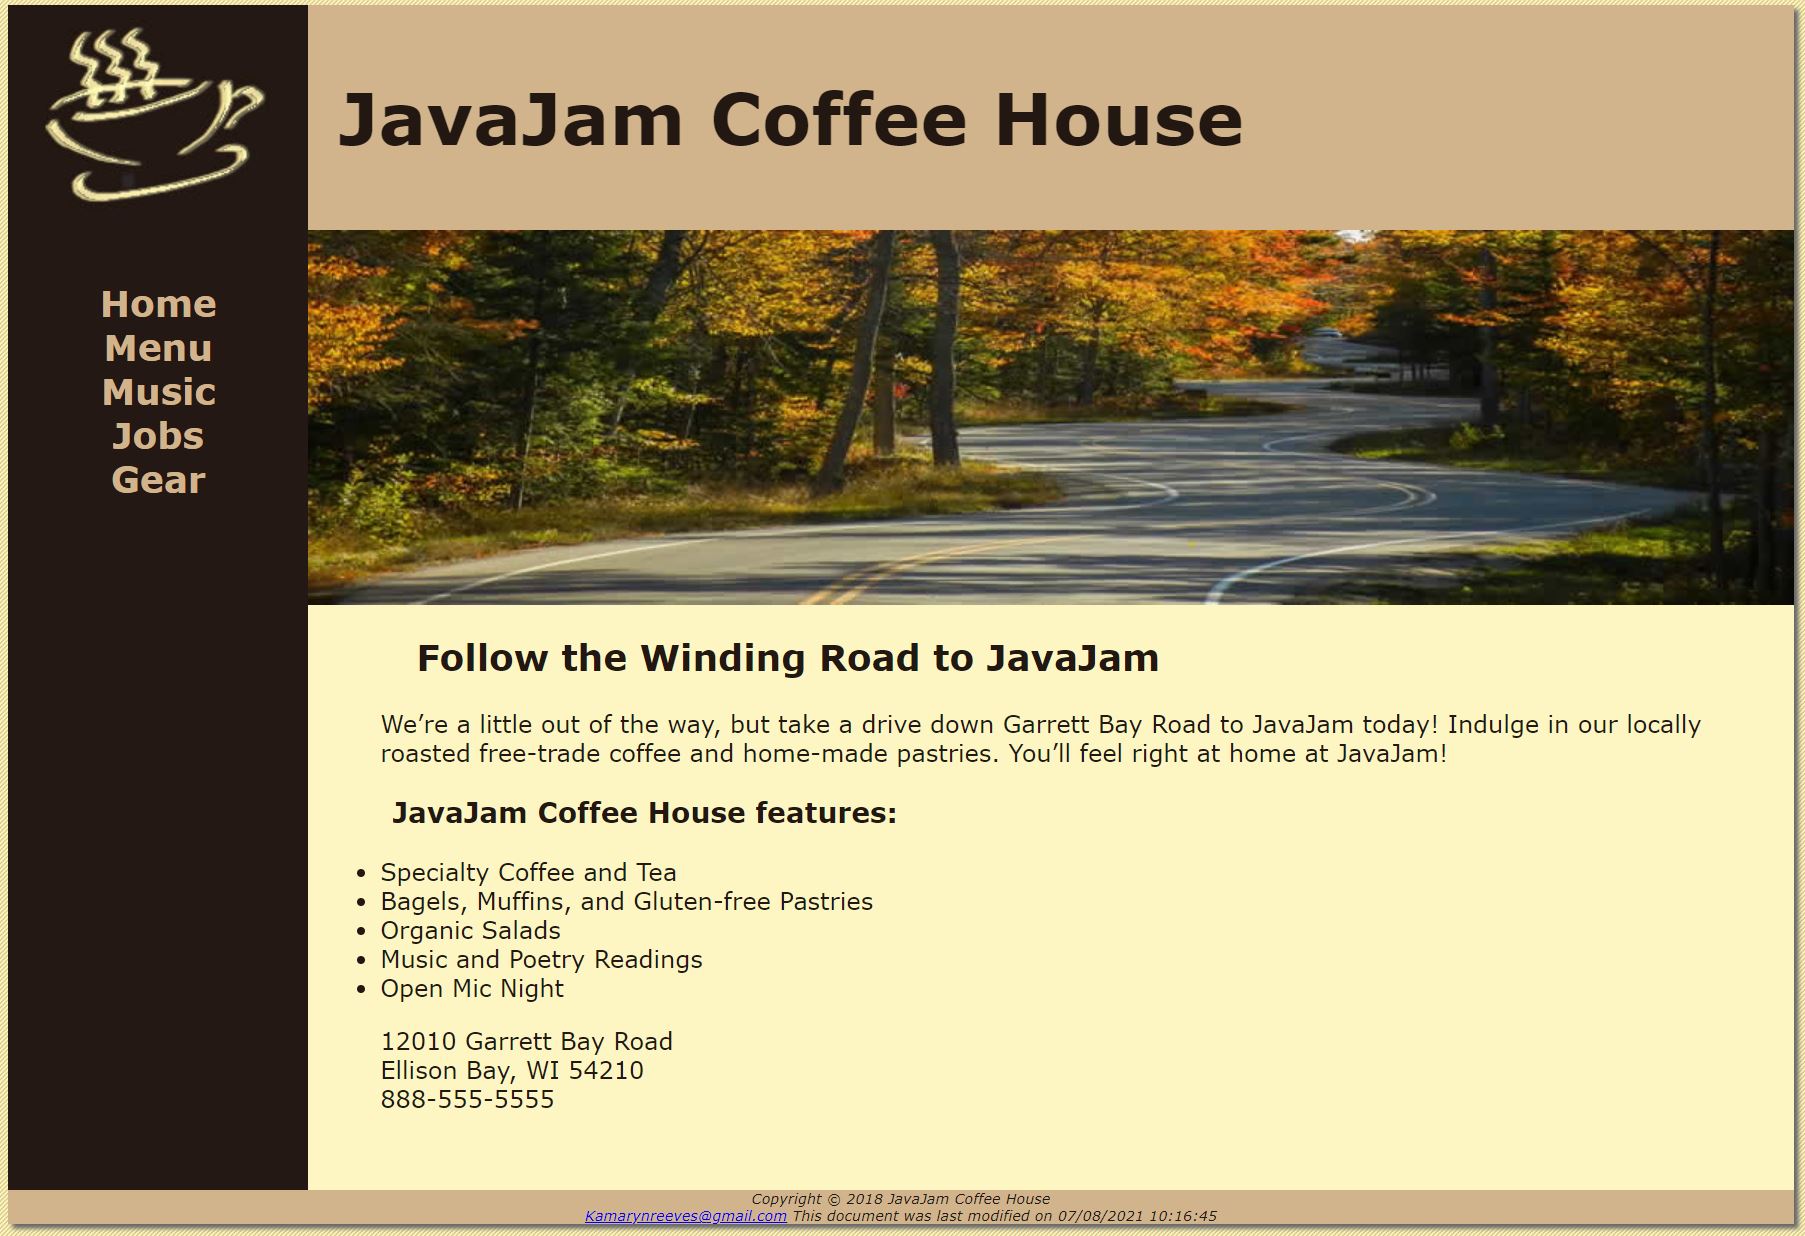 JavaJam Coffee House
Home
Menu
Music
Jobs
Gear
Follow the Winding Road to JavaJam
We’re a little out of the way, but take a drive down Garrett Bay Road to JavaJam today! Indulge in our locally
roasted free-trade coffee and home-made pastries. You’ll feel right at home at JavaJam!
JavaJam Coffee House features:
• Specialty Coffee and Tea
• Bagels, Muffins, and Gluten-free Pastries
• Organic Salads
• Music and Poetry Readings
• Open Mic Night
12010 Garrett Bay Road
Ellison Bay, WI 54210
888-555-5555
Copyright © 2018 JavaJam Coffee House
Kamarynreeves@gmail.com This document was last modified on 07/08/2021 10:16:45